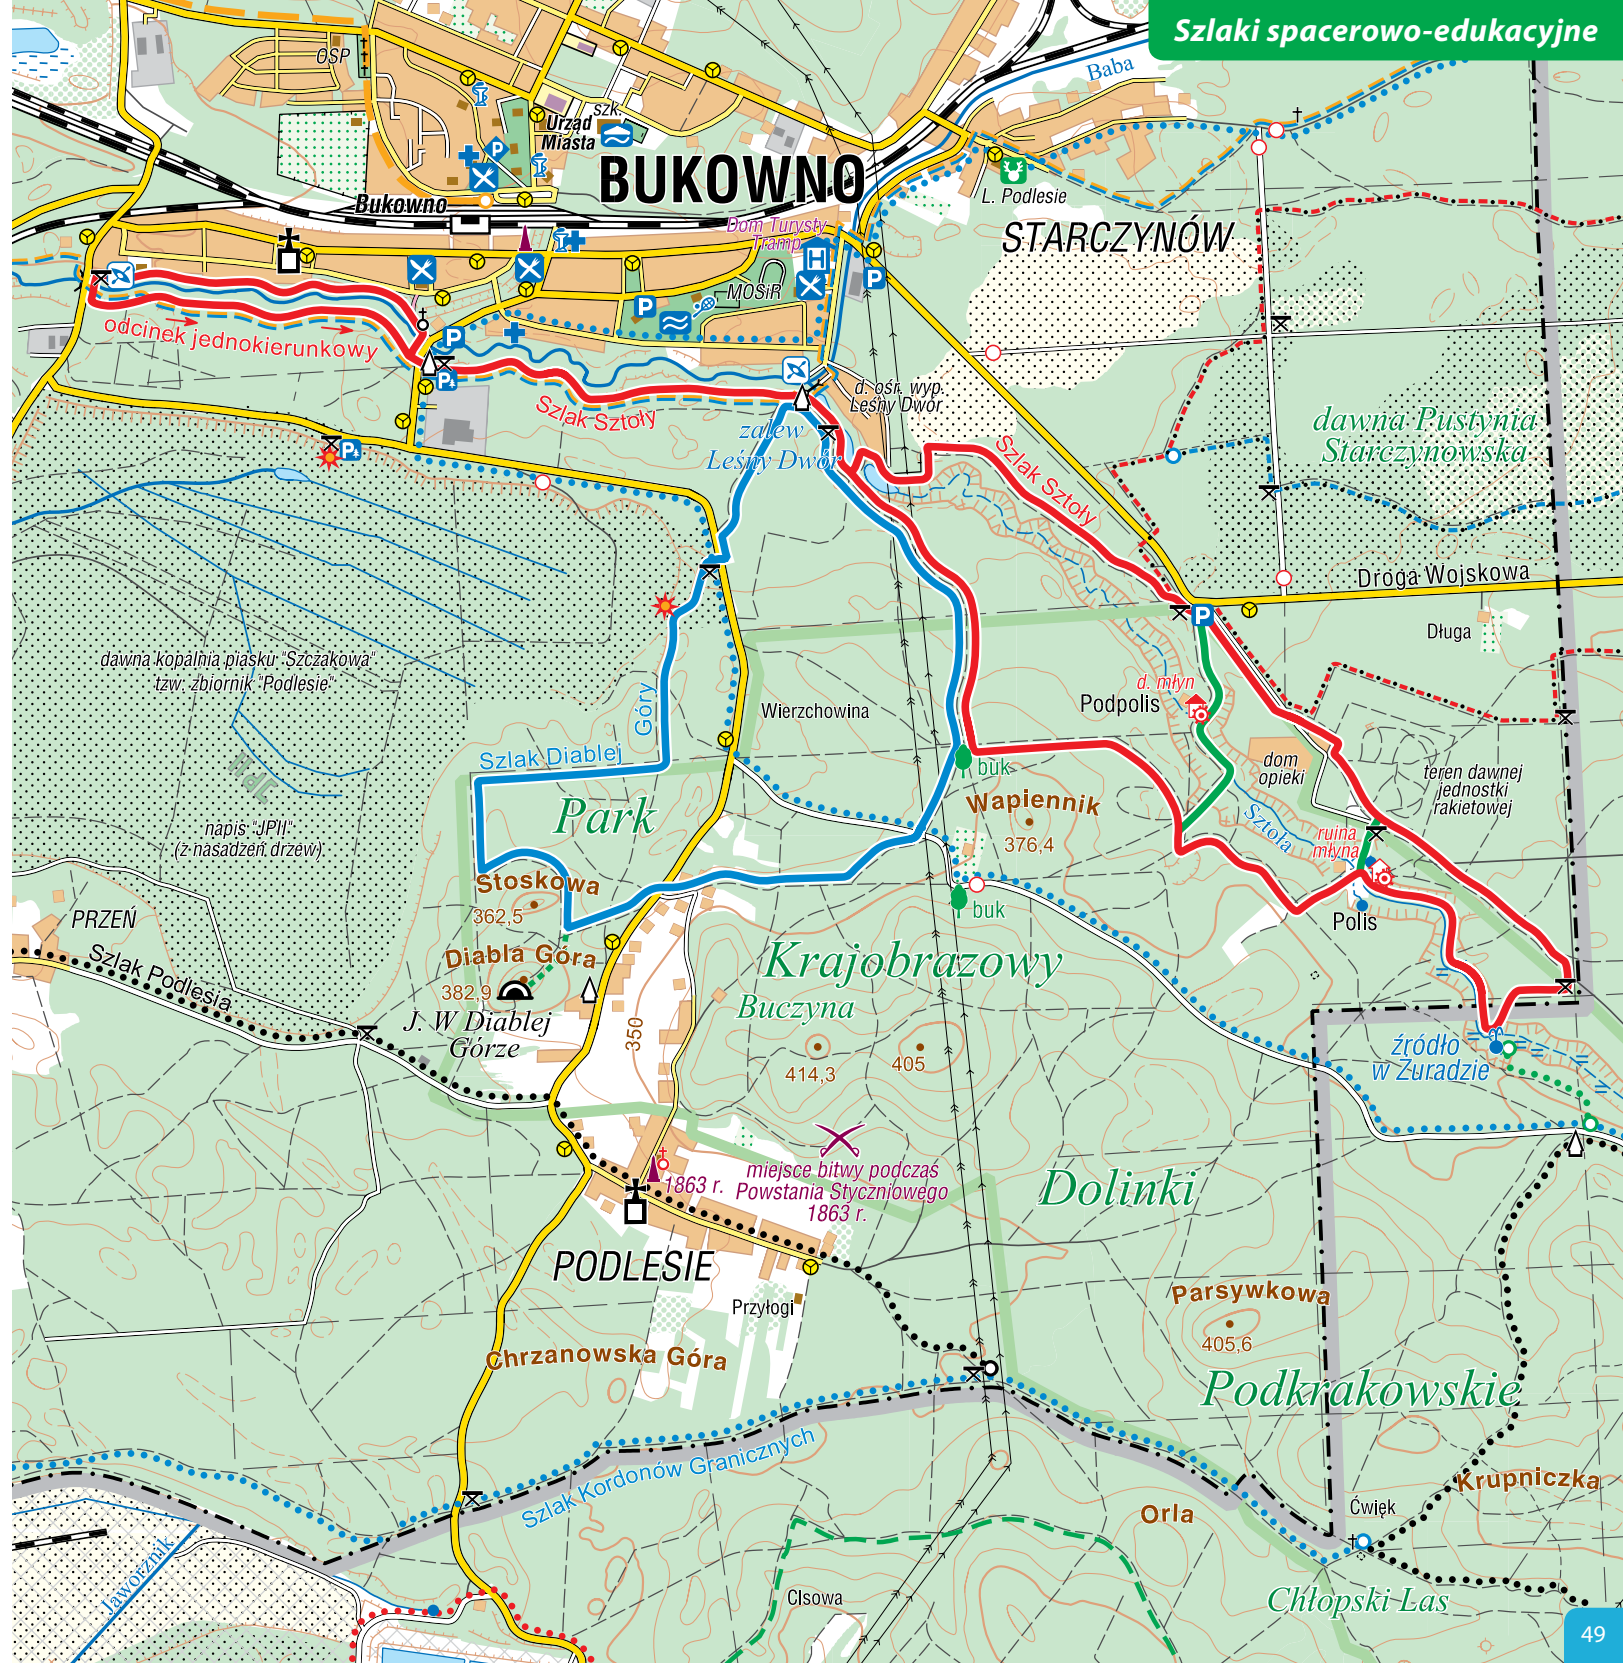 Szlaki spacerowo-edukacyjne
OSP
szk.
Urząd
Miasta
P
Baba
BUKOWNO
L. Podlesie
Bukowno
Dom Turysty
Tramp
STARCZYNÓW
H
P
MOSiR
P
odcinek jednokierunkowy
P
P
d. ośr. wyp.
Leśny Dwór
Szlak Sztoły
zalew
Leśny Dwór
Szlak Sztoły
dawna Pustynia
Starczynowska
P
Droga Wojskowa
P
Długa
dawna kopalnia piasku "Szczakowa"
tzw. zbiornik "Podlesie"
d. młyn
Podpolis
Wierzchowina
Góry
Szlak Diablej
buk
dom
opieki
teren dawnej
jednostki
rakietowej
JPII
napis "JPII"
(z nasadzeń drzew)
Park
Wapiennik
376,4
Sztoła
ruina
młyna
Stoskowa
362,5
buk
Polis
PRZEŃ
Szlak Podlesia
Diabla Góra
382,9
Krajobrazowy
Buczyna
J. W Diablej
Górze
350
414,3
405
źródło
w Żuradzie
miejsce bitwy podczas
Powstania Styczniowego
1863 r.
1863 r.
Dolinki
PODLESIE
Przyłogi
Parsywkowa
405,6
Chrzanowska Góra
Podkrakowskie
Szlak Kordonów Granicznych
Krupniczka
Ćwięk
Orla
Jaworznik
Cisowa
Chłopski Las
49